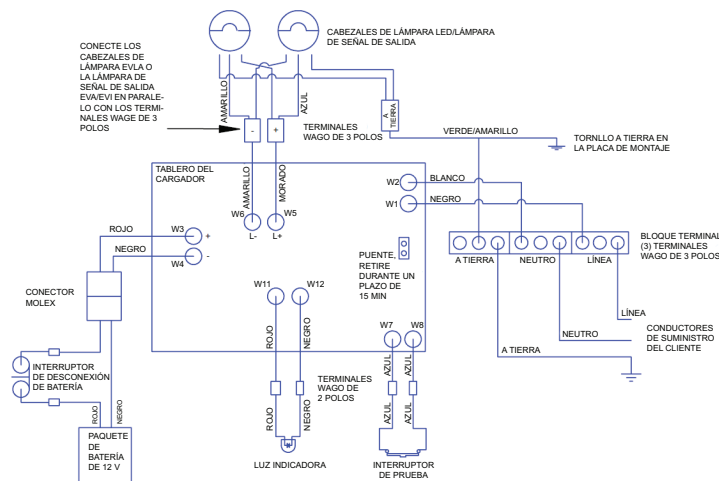 CONECTE LOS
CABEZALES DE
LÁMPARA EVLA O
LA LÁMPARA DE
SEÑAL DE SALIDA
EVA/EVI EN PARALE
LO CON LOS TERMI-
NALES WAGE DE 3
POLOS
CABEZALES DE LÁMPARA LED/LÁMPARA
DE SEÑAL DE SALIDA
AMARILLO
AZUL
-
+
TERMINALES
WAGO DE 3 POLOS
A
TIERRA
VERDE/AMARILLO
TORNLLO A TIERRA EN
LA PLACA DE MONTAJE
TABLERO DEL
CARGADOR
AMARILLO
MORADO
W6
W5
L-
L+
W2
BLANCO
W1
NEGRO
ROJO
W3
+
NEGRO
W4
-
PUENTE,
RETIRE
DURANTE UN
PLAZO DE
15 MIN
BLOQUE TERMINAL
(3) TERMINALES
WAGO DE 3 POLOS
A TIERRA
NEUTRO
LÍNEA
CONECTOR
MOLEX
W11
W12
ROJO
NEGRO
W7
W8
LÍNEA
NEUTRO
CONDUCTORES
DE SUMINISTRO
DEL CLIENTE
A TIERRA
INTERRUPTOR
DE DESCONEXIÓN
DE BATERÍA
TERMINALES
WAGO DE
2 POLOS
AZUL
AZUL
ROJO
NEGRO
ROJO
NEGRO
AZUL
AZUL
PAQUETE
DE
BATERÍA
DE 12 V
LUZ INDICADORA
INTERRUPTOR
DE PRUEBA